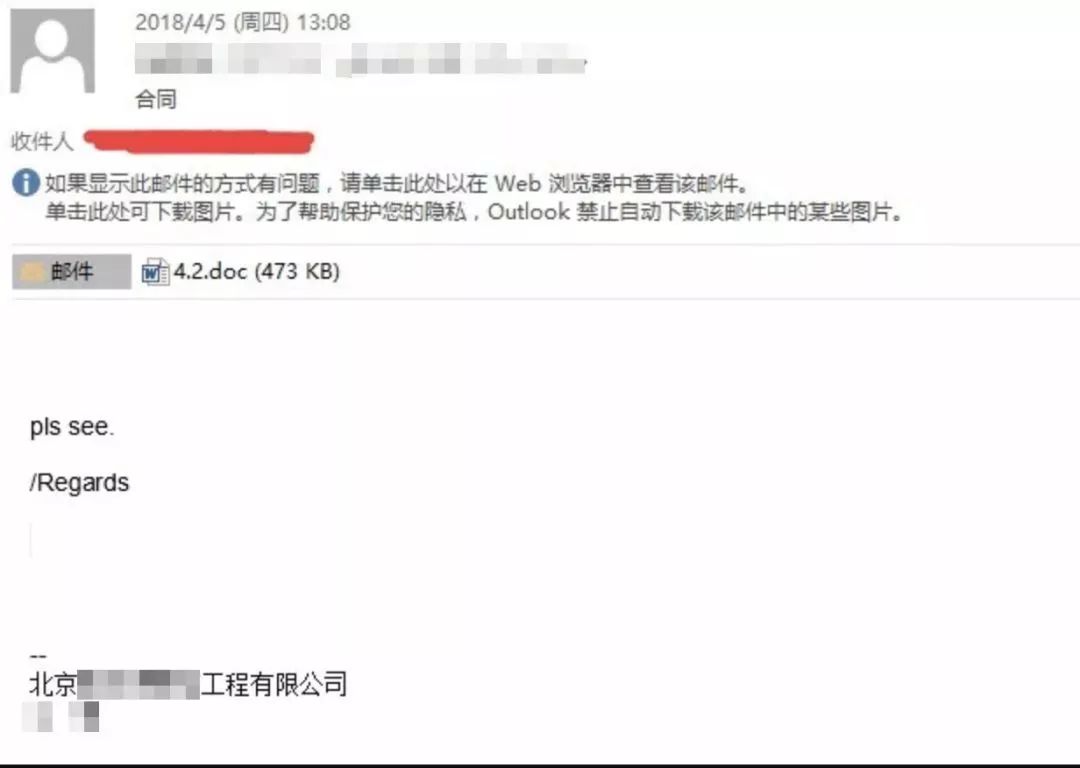 2018/4/5 (周四) 13:08
合同
收件人
如果显示此邮件的方式有问题，请单击此处以在 Web 浏览器中查看该邮件。
单击此处可下载图片。为了帮助保护您的隐私，Outlook 禁止自动下载该邮件中的某些图片。
邮件 4.2.doc (473 KB)
pls see.
/Regards
--
北京工程有限公司